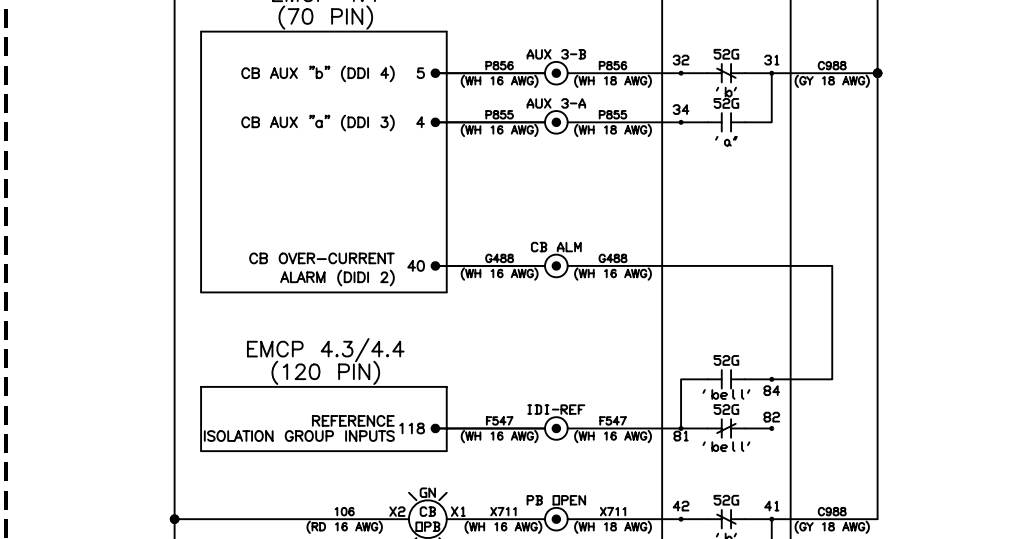 (70 PIN)
CB AUX "b" (DDI 4) 5 P856 AUX 3-B P856 32 52G 31 C988
(WH 16 AWG) (WH 18 AWG) 'b' (GY 18 AWG)
CB AUX "a" (DDI 3) 4 P855 AUX 3-A P855 34 52G
(WH 16 AWG) (WH 18 AWG) 'a"
CB OVER-CURRENT 40 G488 CB ALM G488
ALARM (DIDI 2) (WH 16 AWG) (WH 16 AWG)
EMCP 4.3/4.4
(120 PIN)
52G
'bell' 84
REFERENCE 118 F547 IDI-REF F547 52G 82
ISOLATION GROUP INPUTS (WH 16 AWG) (WH 16 AWG) 81 'bell'
GN
106 X2 CB X1 X711 PB OPEN X711 42 52G 41 C988
(RD 16 AWG) OPB (WH 16 AWG) (WH 18 AWG) (GY 18 AWG)